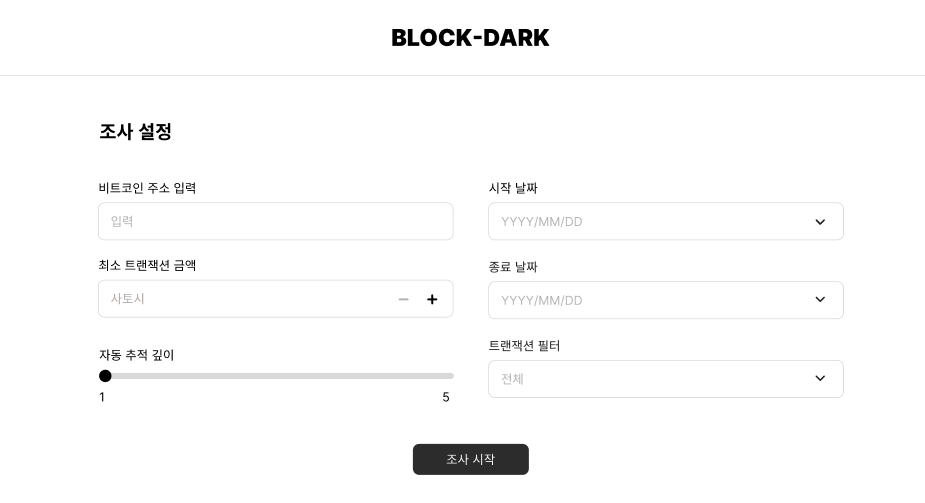 BLOCK-DARK
조사 설정
비트코인 주소 입력
입력
최소 트랜잭션 금액
사토시
자동 추적 깊이
1 5
시작 날짜
YYYY/MM/DD
종료 날짜
YYYY/MM/DD
트랜잭션 필터
전체
조사 시작